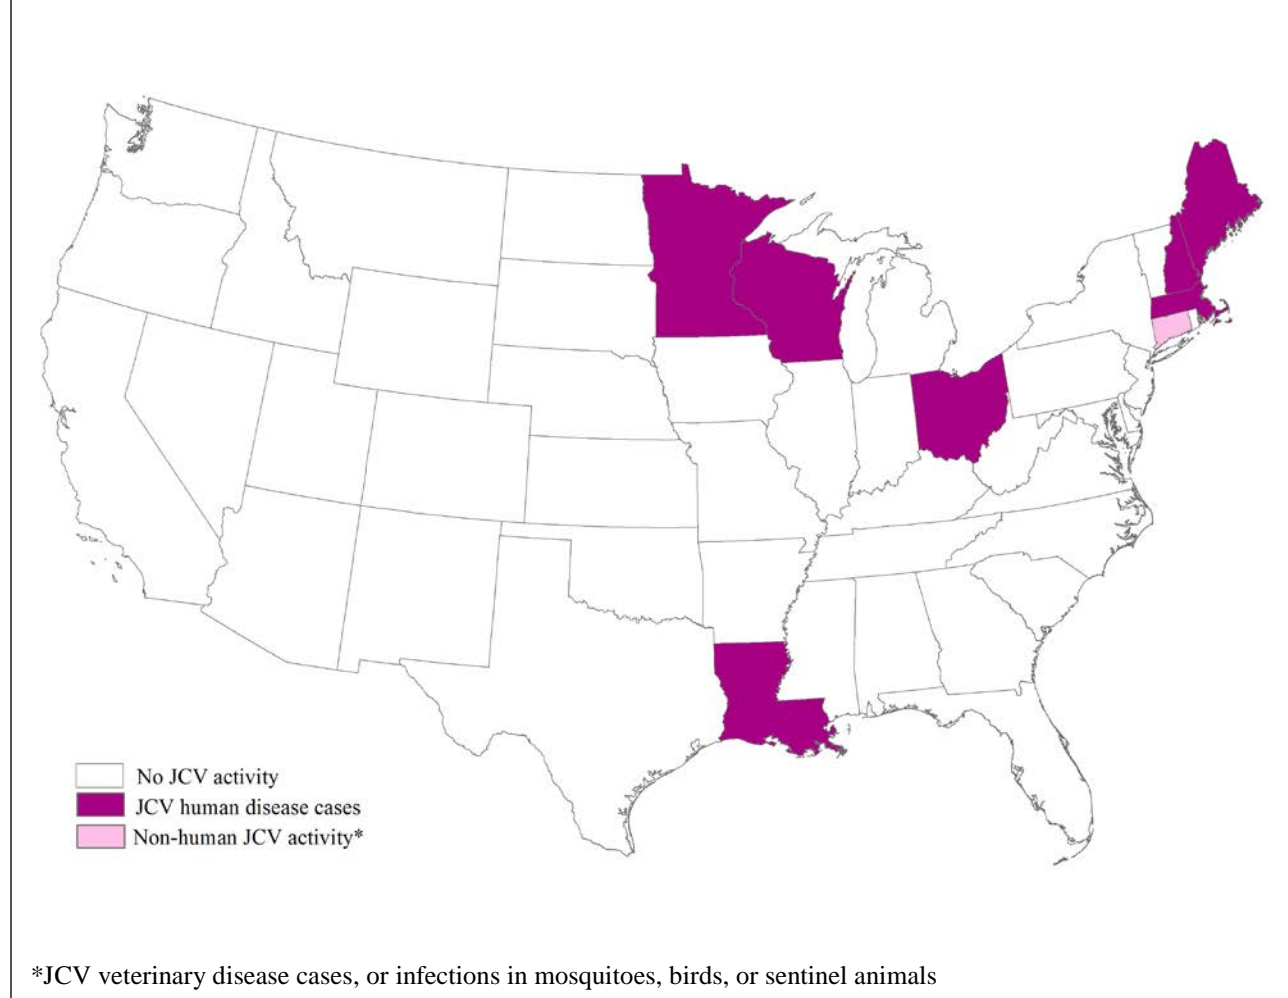 No JCV activity
JCV human disease cases
Non-human JCV activity*
*JCV veterinary disease cases, or infections in mosquitoes, birds, or sentinel animals